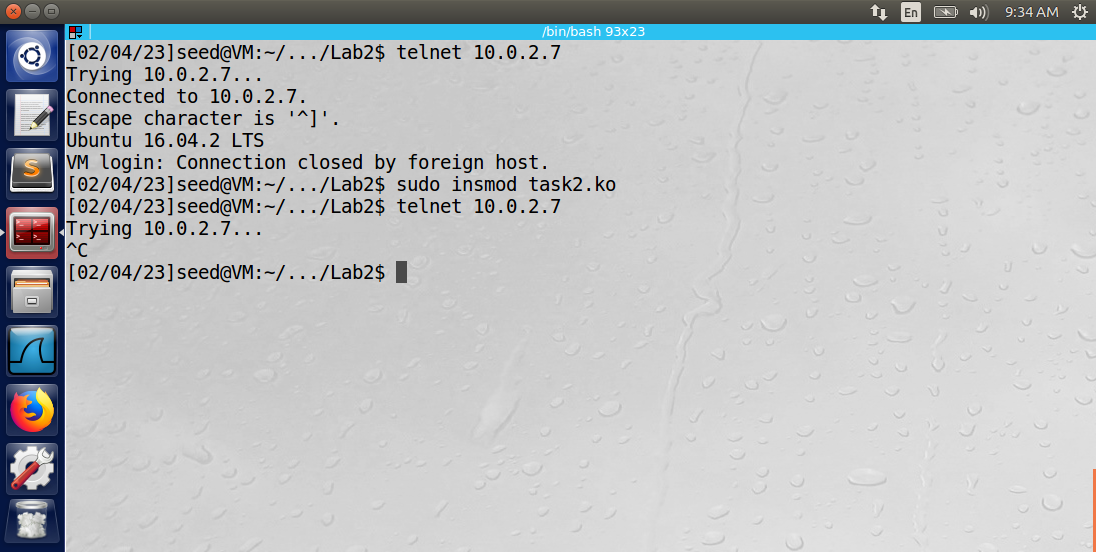 En
9:34 AM
/bin/bash 93x23
[02/04/23]seed@VM:~/.../Lab2$ telnet 10.0.2.7
Trying 10.0.2.7...
Connected to 10.0.2.7.
Escape character is '^]'.
Ubuntu 16.04.2 LTS
VM login: Connection closed by foreign host.
[02/04/23]seed@VM:~/.../Lab2$ sudo insmod task2.ko
[02/04/23]seed@VM:~/.../Lab2$ telnet 10.0.2.7
Trying 10.0.2.7...
^C
[02/04/23]seed@VM:~/.../Lab2$